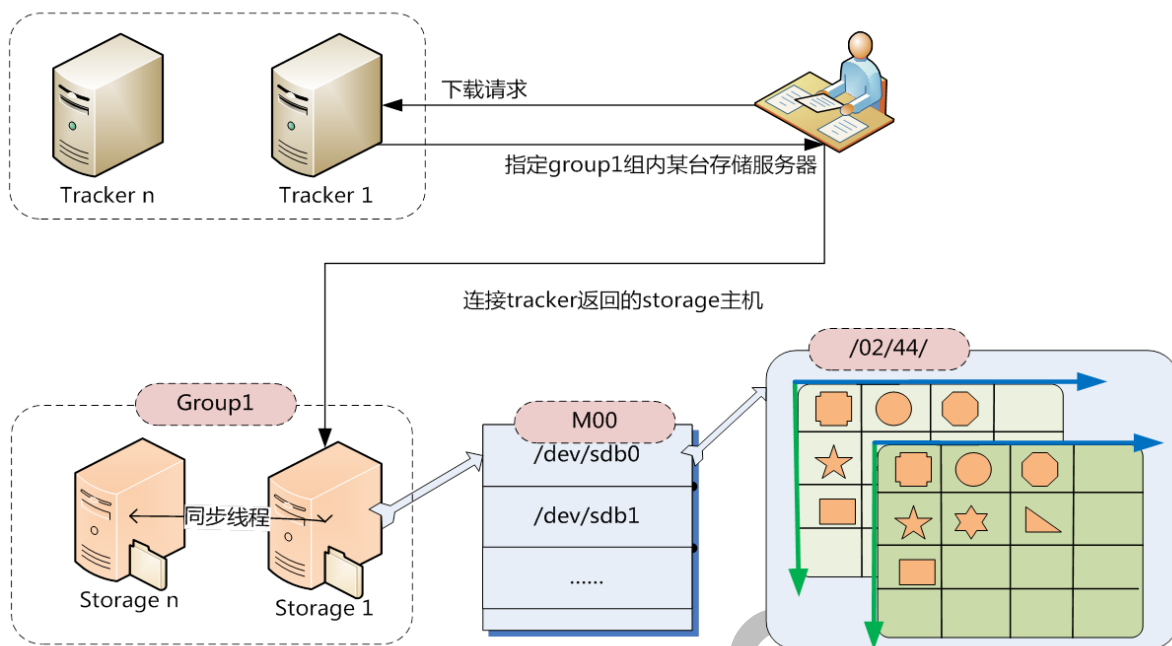 下载请求
Tracker n
Tracker 1
指定group1组内某台存储服务器
连接tracker返回的storage主机
/02/44/
Group1
M00
/dev/sdb0
同步线程
/dev/sdb1
......
Storage n
Storage 1